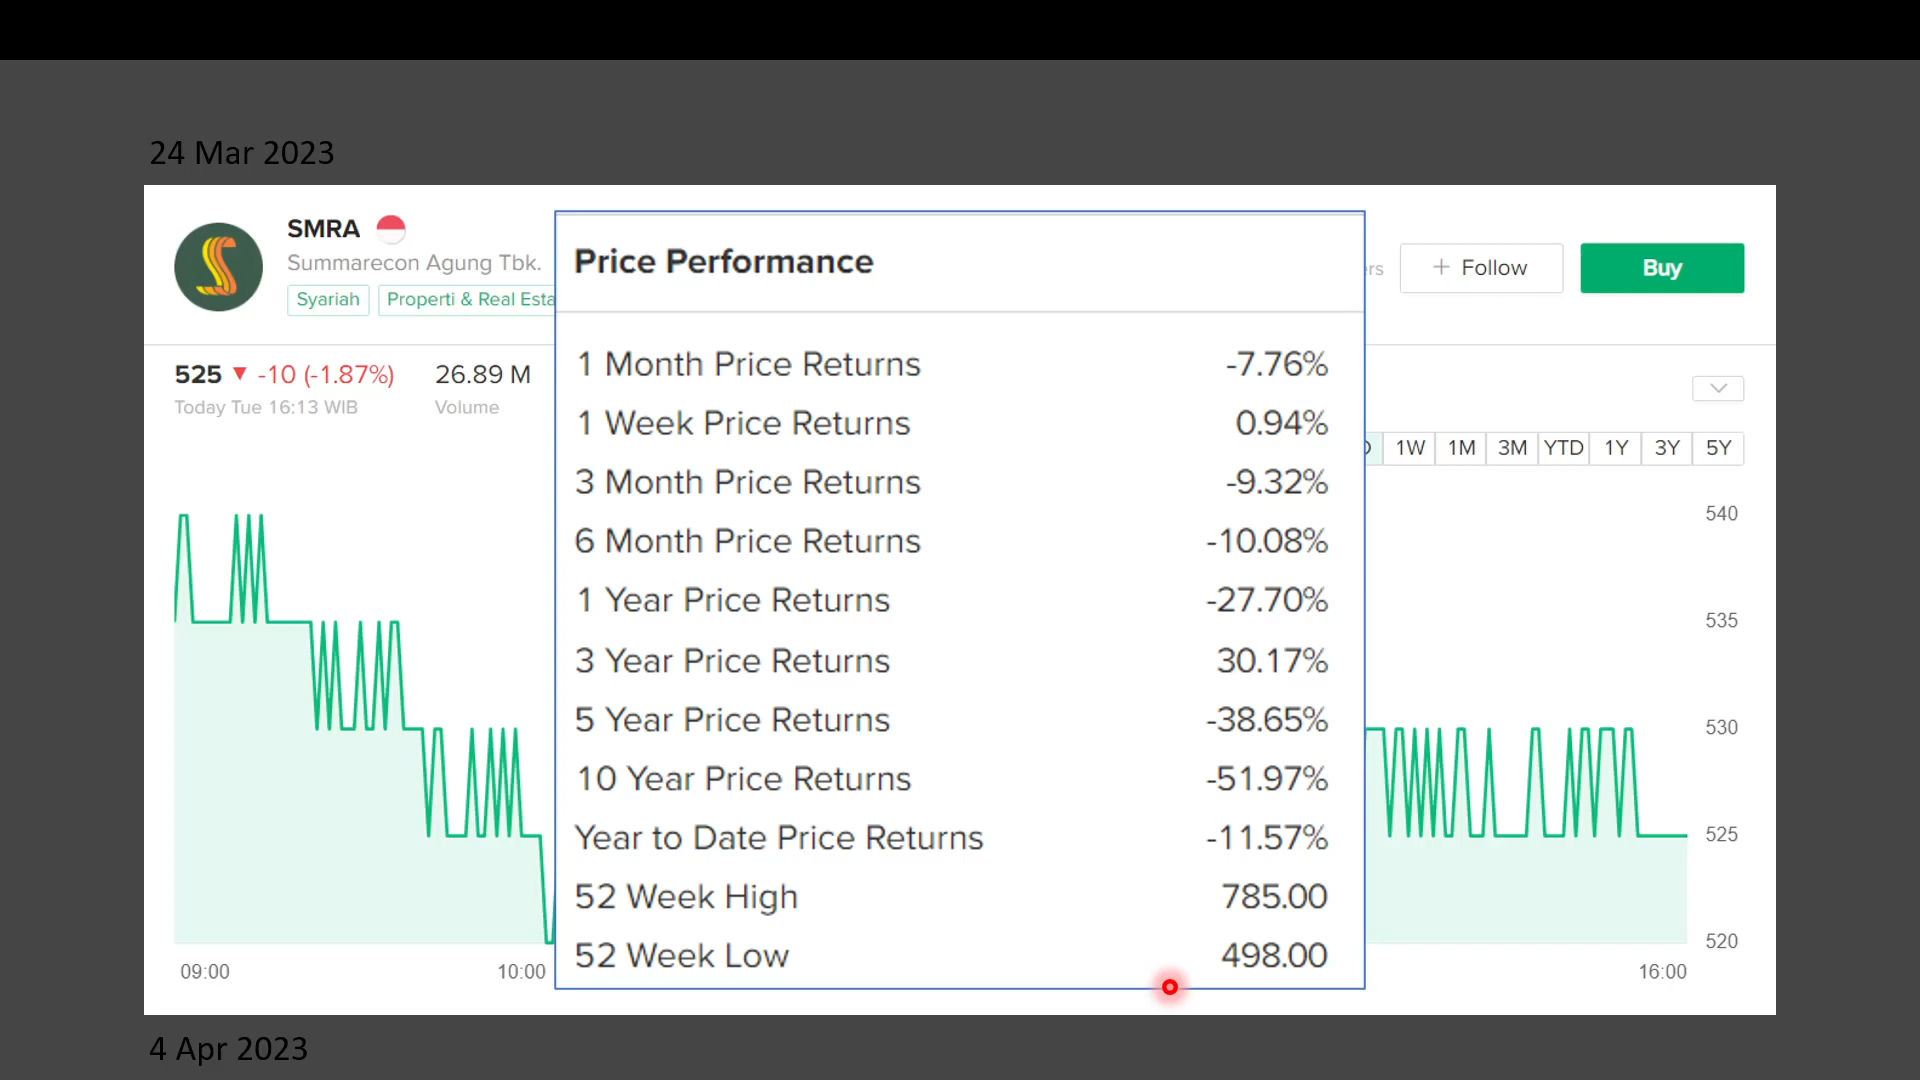 24 Mar 2023
SMRA
Summarecon Agung Tbk.
Syariah
Properti & Real Esta
525 ▼ -10 (-1.87%)
Today Tue 16:13 WIB
26.89 M
Volume
Price Performance
1 Month Price Returns -7.76%
1 Week Price Returns 0.94%
3 Month Price Returns -9.32%
6 Month Price Returns -10.08%
1 Year Price Returns -27.70%
3 Year Price Returns 30.17%
5 Year Price Returns -38.65%
10 Year Price Returns -51.97%
Year to Date Price Returns -11.57%
52 Week High 785.00
52 Week Low 498.00
+ Follow
Buy
1W 1M 3M YTD 1Y 3Y 5Y
540
535
530
525
520
09:00 10:00 16:00
4 Apr 2023